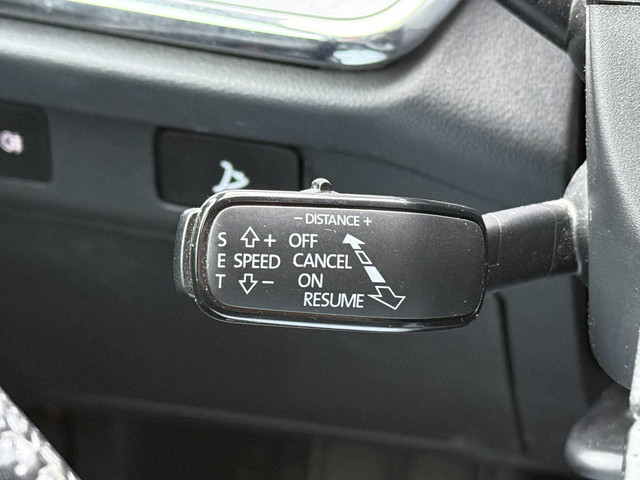 − DISTANCE +
S + OFF
E SPEED CANCEL
T − ON
RESUME